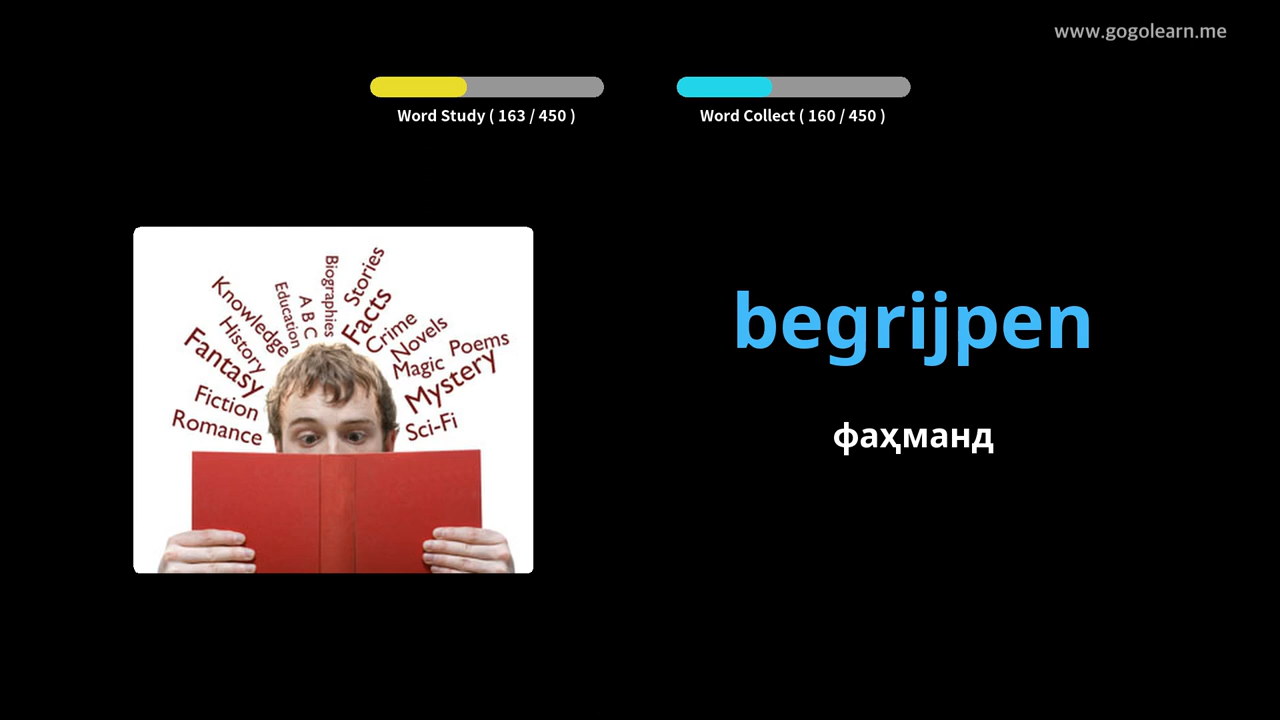 www.gogolearn.me
Word Study ( 163 / 450 )
Word Collect ( 160 / 450 )
Knowledge
History
Fantasy
Fiction
Romance
Education
A B C
Biographies
Stories
Facts
Crime
Novels
Magic
Poems
Mystery
Sci-Fi
begrijpen
фаҳманд